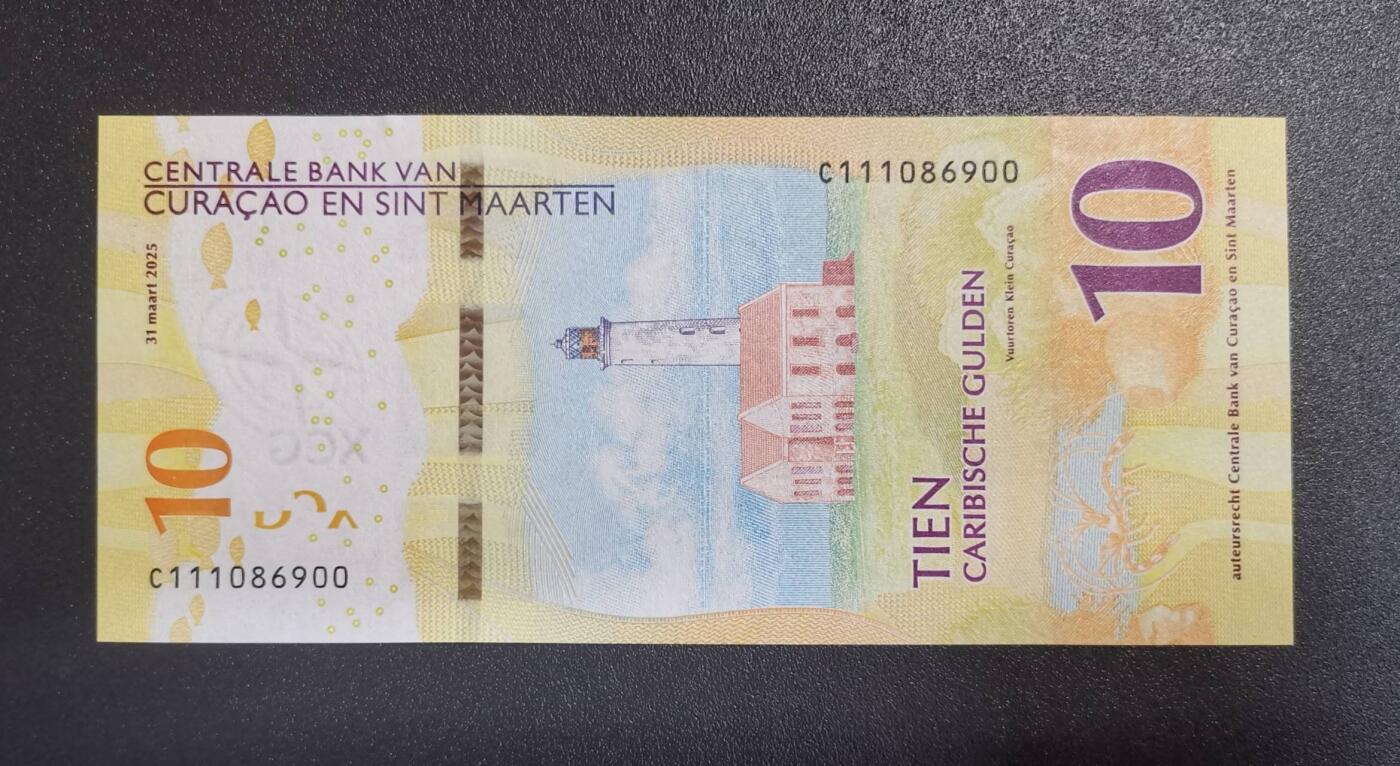 CENTRALE BANK VAN
CURAÇAO EN SINT MAARTEN
31 maart 2025
10
C111086900
C111086900
TIEN
CARIBISCHE GULDEN
Vuurtoren Klein Curaçao
10
auteursrecht Centrale Bank van Curaçao en Sint Maarten
XCG